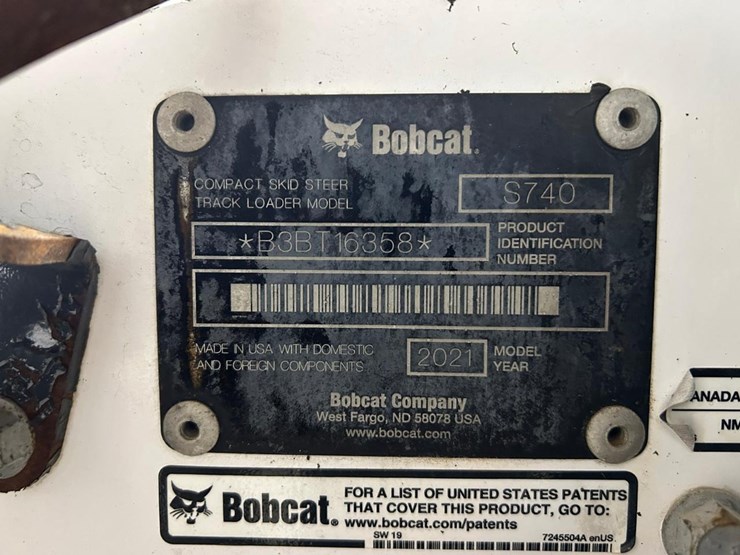 Bobcat.
COMPACT SKID STEER
TRACK LOADER MODEL
S740
*B3BT16358*
PRODUCT
IDENTIFICATION
NUMBER
MADE IN USA WITH DOMESTIC
AND FOREIGN COMPONENTS
2021
MODEL
YEAR
Bobcat Company
West Fargo, ND 58078 USA
www.bobcat.com
ANADA
NM
Bobcat.
FOR A LIST OF UNITED STATES PATENTS
THAT COVER THIS PRODUCT, GO TO:
www.bobcat.com/patents
SW 19
7245504A enUS